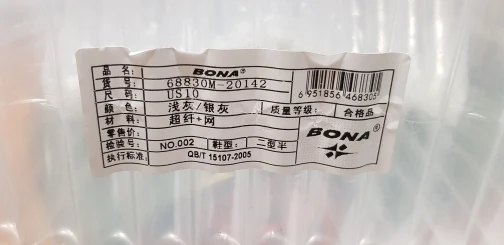 品 名: BONA®
货 号: 68830M-20142
尺 码: US10
颜 色: 浅灰/银灰 质量等级: 合格品
材 料: 超纤+网
零售价:
检验号: NO.002 鞋型: 二型半
执行标准: QB/T 15107-2005
6 951856 468305
BONA®